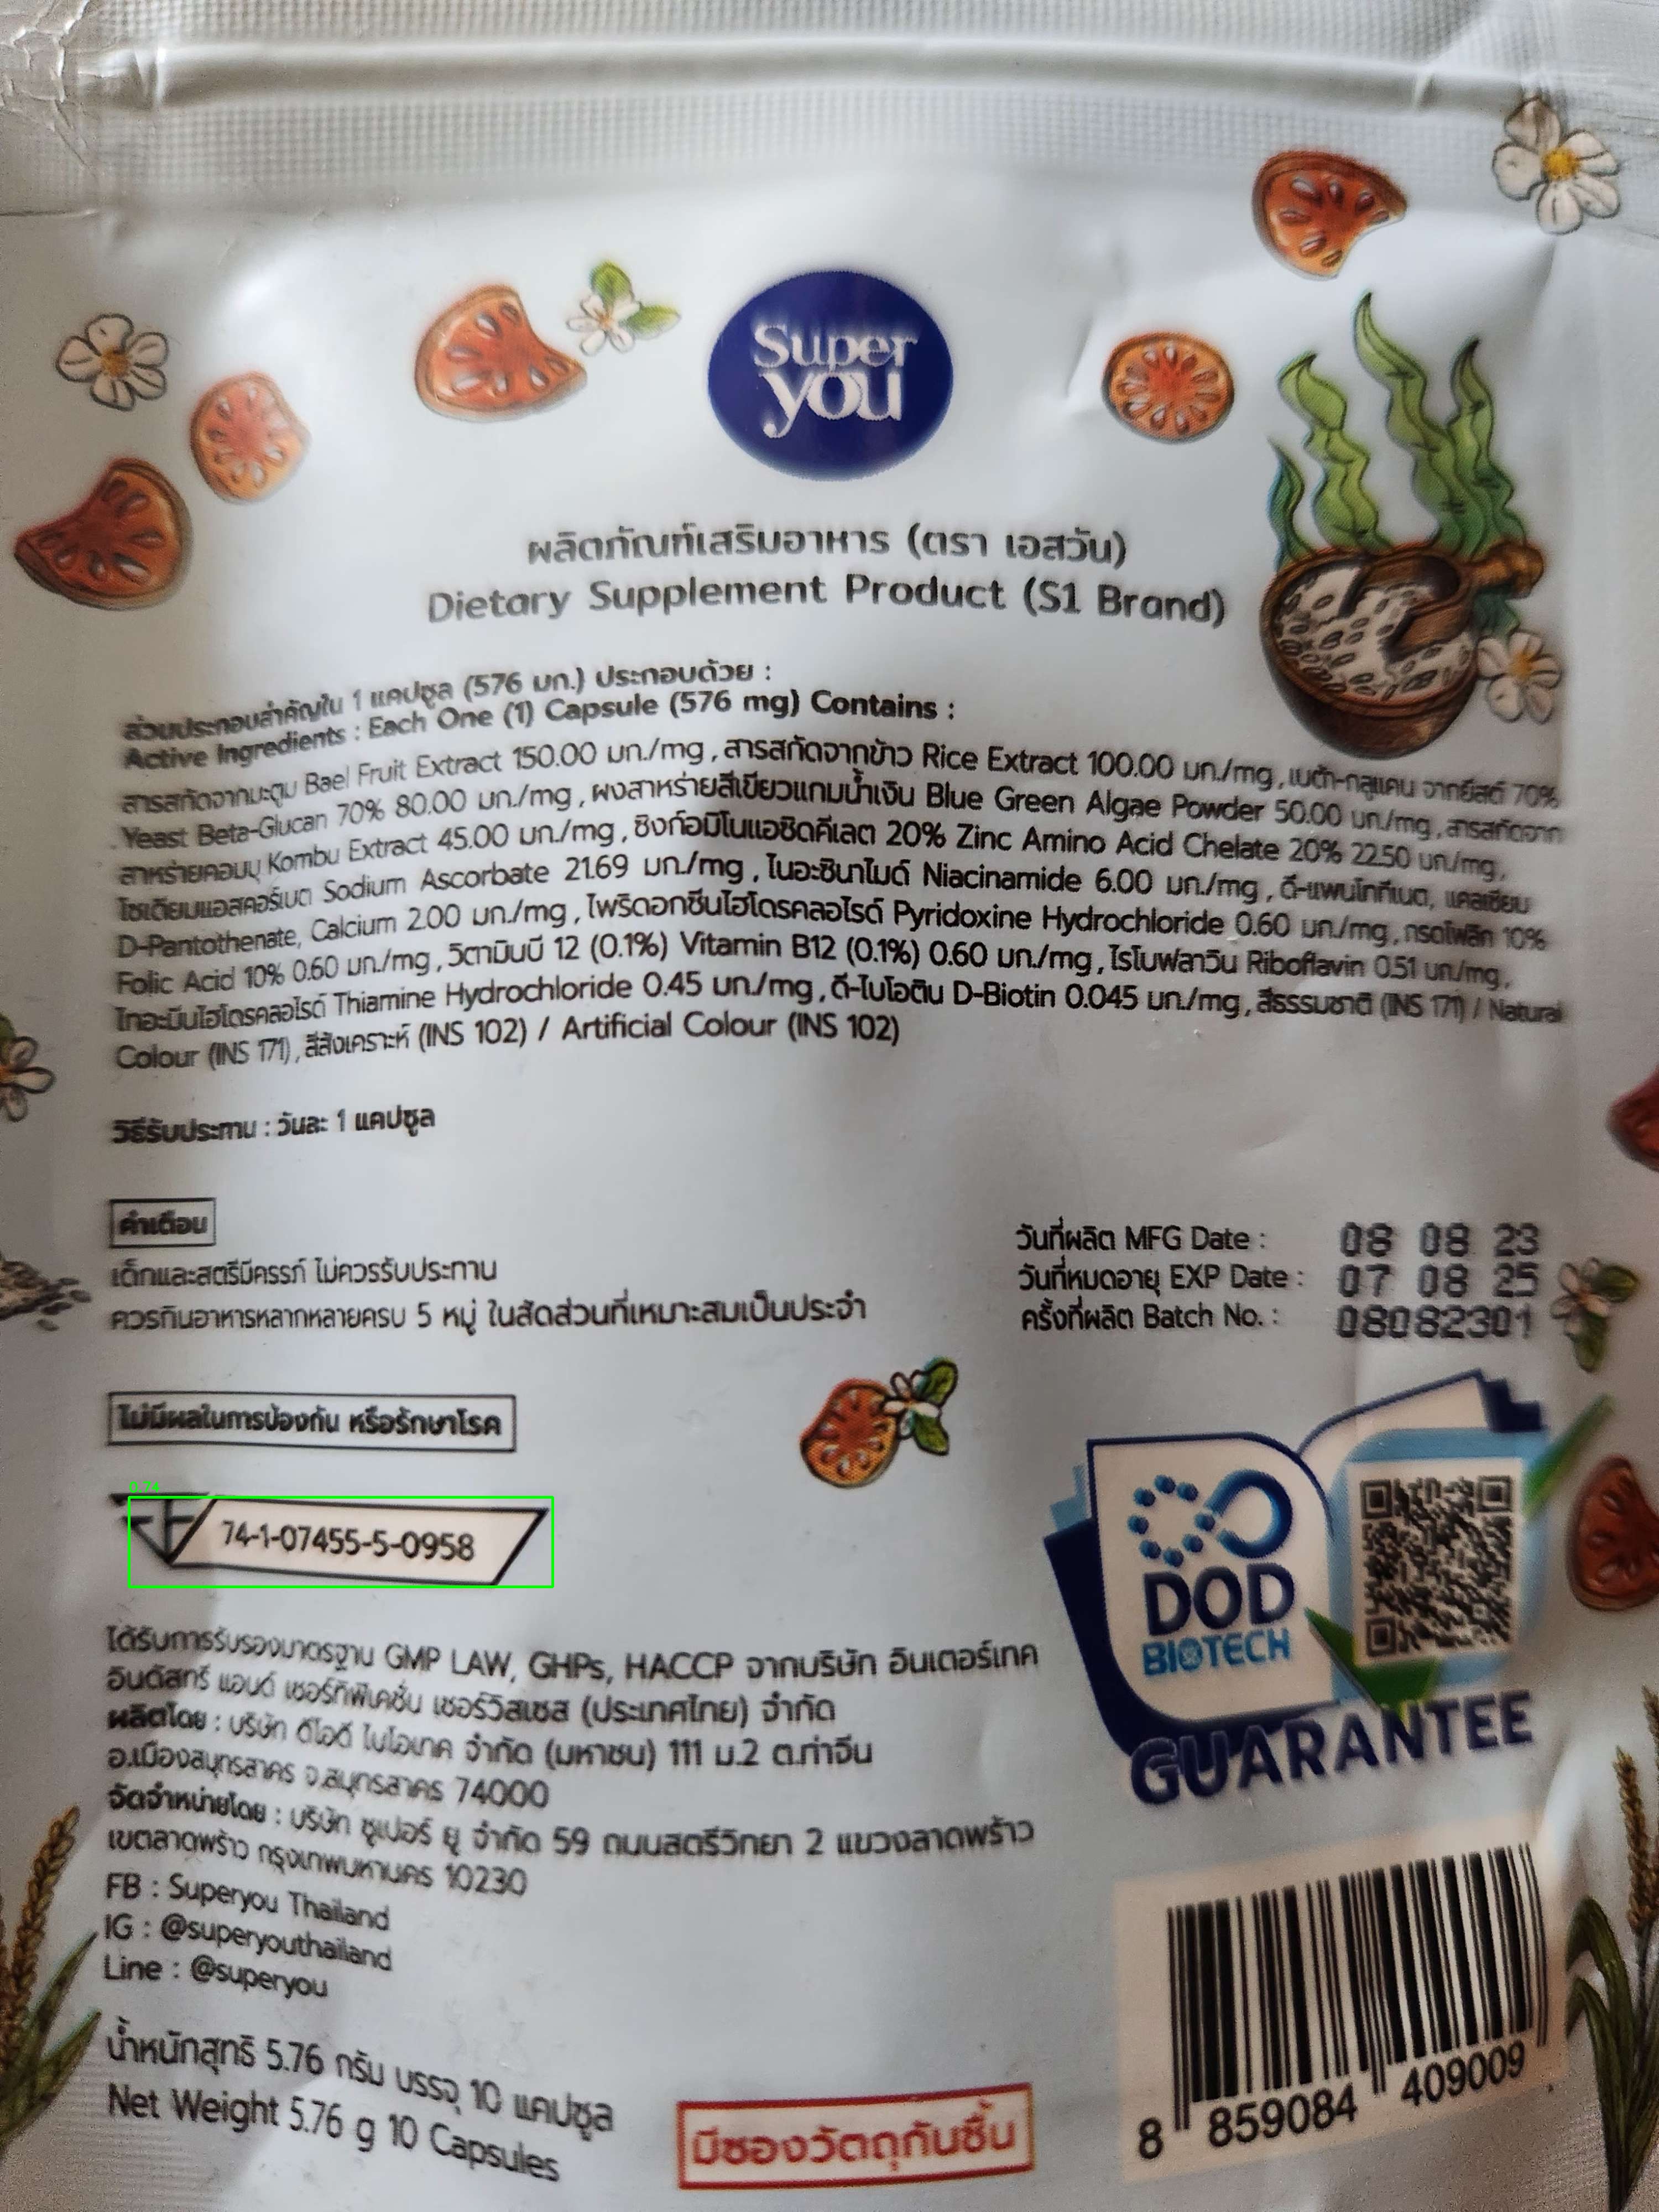 Super
you
ผลิตภัณฑ์เสริมอาหาร (ตรา เอสวัน)
Dietary Supplement Product (S1 Brand)
ส่วนประกอบสำคัญใน 1 แคปซูล (576 มก.) ประกอบด้วย :
Active Ingredients : Each One (1) Capsule (576 mg) Contains :
สารสกัดจากมะตูม Bael Fruit Extract 150.00 มก./mg , สารสกัดจากข้าว Rice Extract 100.00 มก./mg , เบต้า-กลูแคน จากยีสต์ 70%
Yeast Beta-Glucan 70% 80.00 มก./mg , ผงสาหร่ายสีเขียวแกมน้ำเงิน Blue Green Algae Powder 50.00 มก./mg , สารสกัดจาก
สาหร่ายคอมบุ Kombu Extract 45.00 มก./mg , ซิงก์อมิโนแอซิดคีเลต 20% Zinc Amino Acid Chelate 20% 22.50 มก./mg ,
โซเดียมแอสคอร์เบต Sodium Ascorbate 21.69 มก./mg , ไนอะซินาไมด์ Niacinamide 6.00 มก./mg , ดี-แพนโทที่เนต, แคลเซียม
D-Pantothenate, Calcium 2.00 มก./mg , ไพริดอกซีนไฮโดรคลอไรด์ Pyridoxine Hydrochloride 0.60 มก./mg , กรดโฟลิก 10%
Folic Acid 10% 0.60 มก./mg , วิตามินบี 12 (0.1%) Vitamin B12 (0.1%) 0.60 มก./mg , ไรโบฟลาวิน Riboflavin 0.51 มก./mg ,
ไทอะมีนไฮโดรคลอไรด์ Thiamine Hydrochloride 0.45 มก./mg , ดี-ไบโอติน D-Biotin 0.045 มก./mg , สีธรรมชาติ (INS 171) / Natural
Colour (INS 171) , สีสังเคราะห์ (INS 102) / Artificial Colour (INS 102)
วิธีรับประทาน : วันละ 1 แคปซูล
คำเตือน
เด็กและสตรีมีครรภ์ ไม่ควรรับประทาน
ควรกินอาหารหลากหลายครบ 5 หมู่ ในสัดส่วนที่เหมาะสมเป็นประจำ
วันที่ผลิต MFG Date : 08 08 23
วันที่หมดอายุ EXP Date : 07 08 25
ครั้งที่ผลิต Batch No. : 08082301
ไม่มีผลในการป้องกัน หรือรักษาโรค
0.74
74-1-07455-5-0958
DOD
BIOTECH
GUARANTEE
ได้รับการรับรองมาตรฐาน GMP LAW, GHPs, HACCP จากบริษัท อินเตอร์เทค
อินดัสทรี แอนด์ เซอร์ทิฟิเคชั่น เซอร์วิสเซส (ประเทศไทย) จำกัด
ผลิตโดย : บริษัท ดีโอดี ไบโอเทค จำกัด (มหาชน) 111 ม.2 ต.ท่าจีน
อ.เมืองสมุทรสาคร จ.สมุทรสาคร 74000
จัดจำหน่ายโดย : บริษัท ซูเปอร์ ยู จำกัด 59 ถนนสตรีวิทยา 2 แขวงลาดพร้าว
เขตลาดพร้าว กรุงเทพมหานคร 10230
FB : Superyou Thailand
IG : @superyouthailand
Line : @superyou
น้ำหนักสุทธิ 5.76 กรัม บรรจุ 10 แคปซูล
Net Weight 5.76 g 10 Capsules
มีซองวัตถุกันชื้น
8 859084 409009